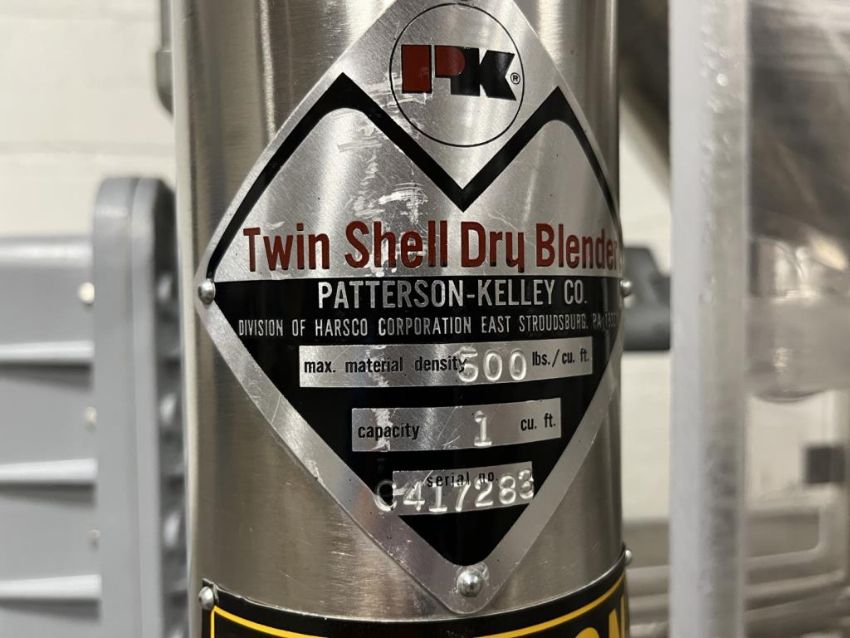 PK®
Twin Shell Dry Blender
PATTERSON-KELLEY CO.
DIVISION OF HARSCO CORPORATION EAST STROUDSBURG, PA
max. material density 500 lbs./cu. ft.
capacity 1 cu. ft.
serial no.
C417283